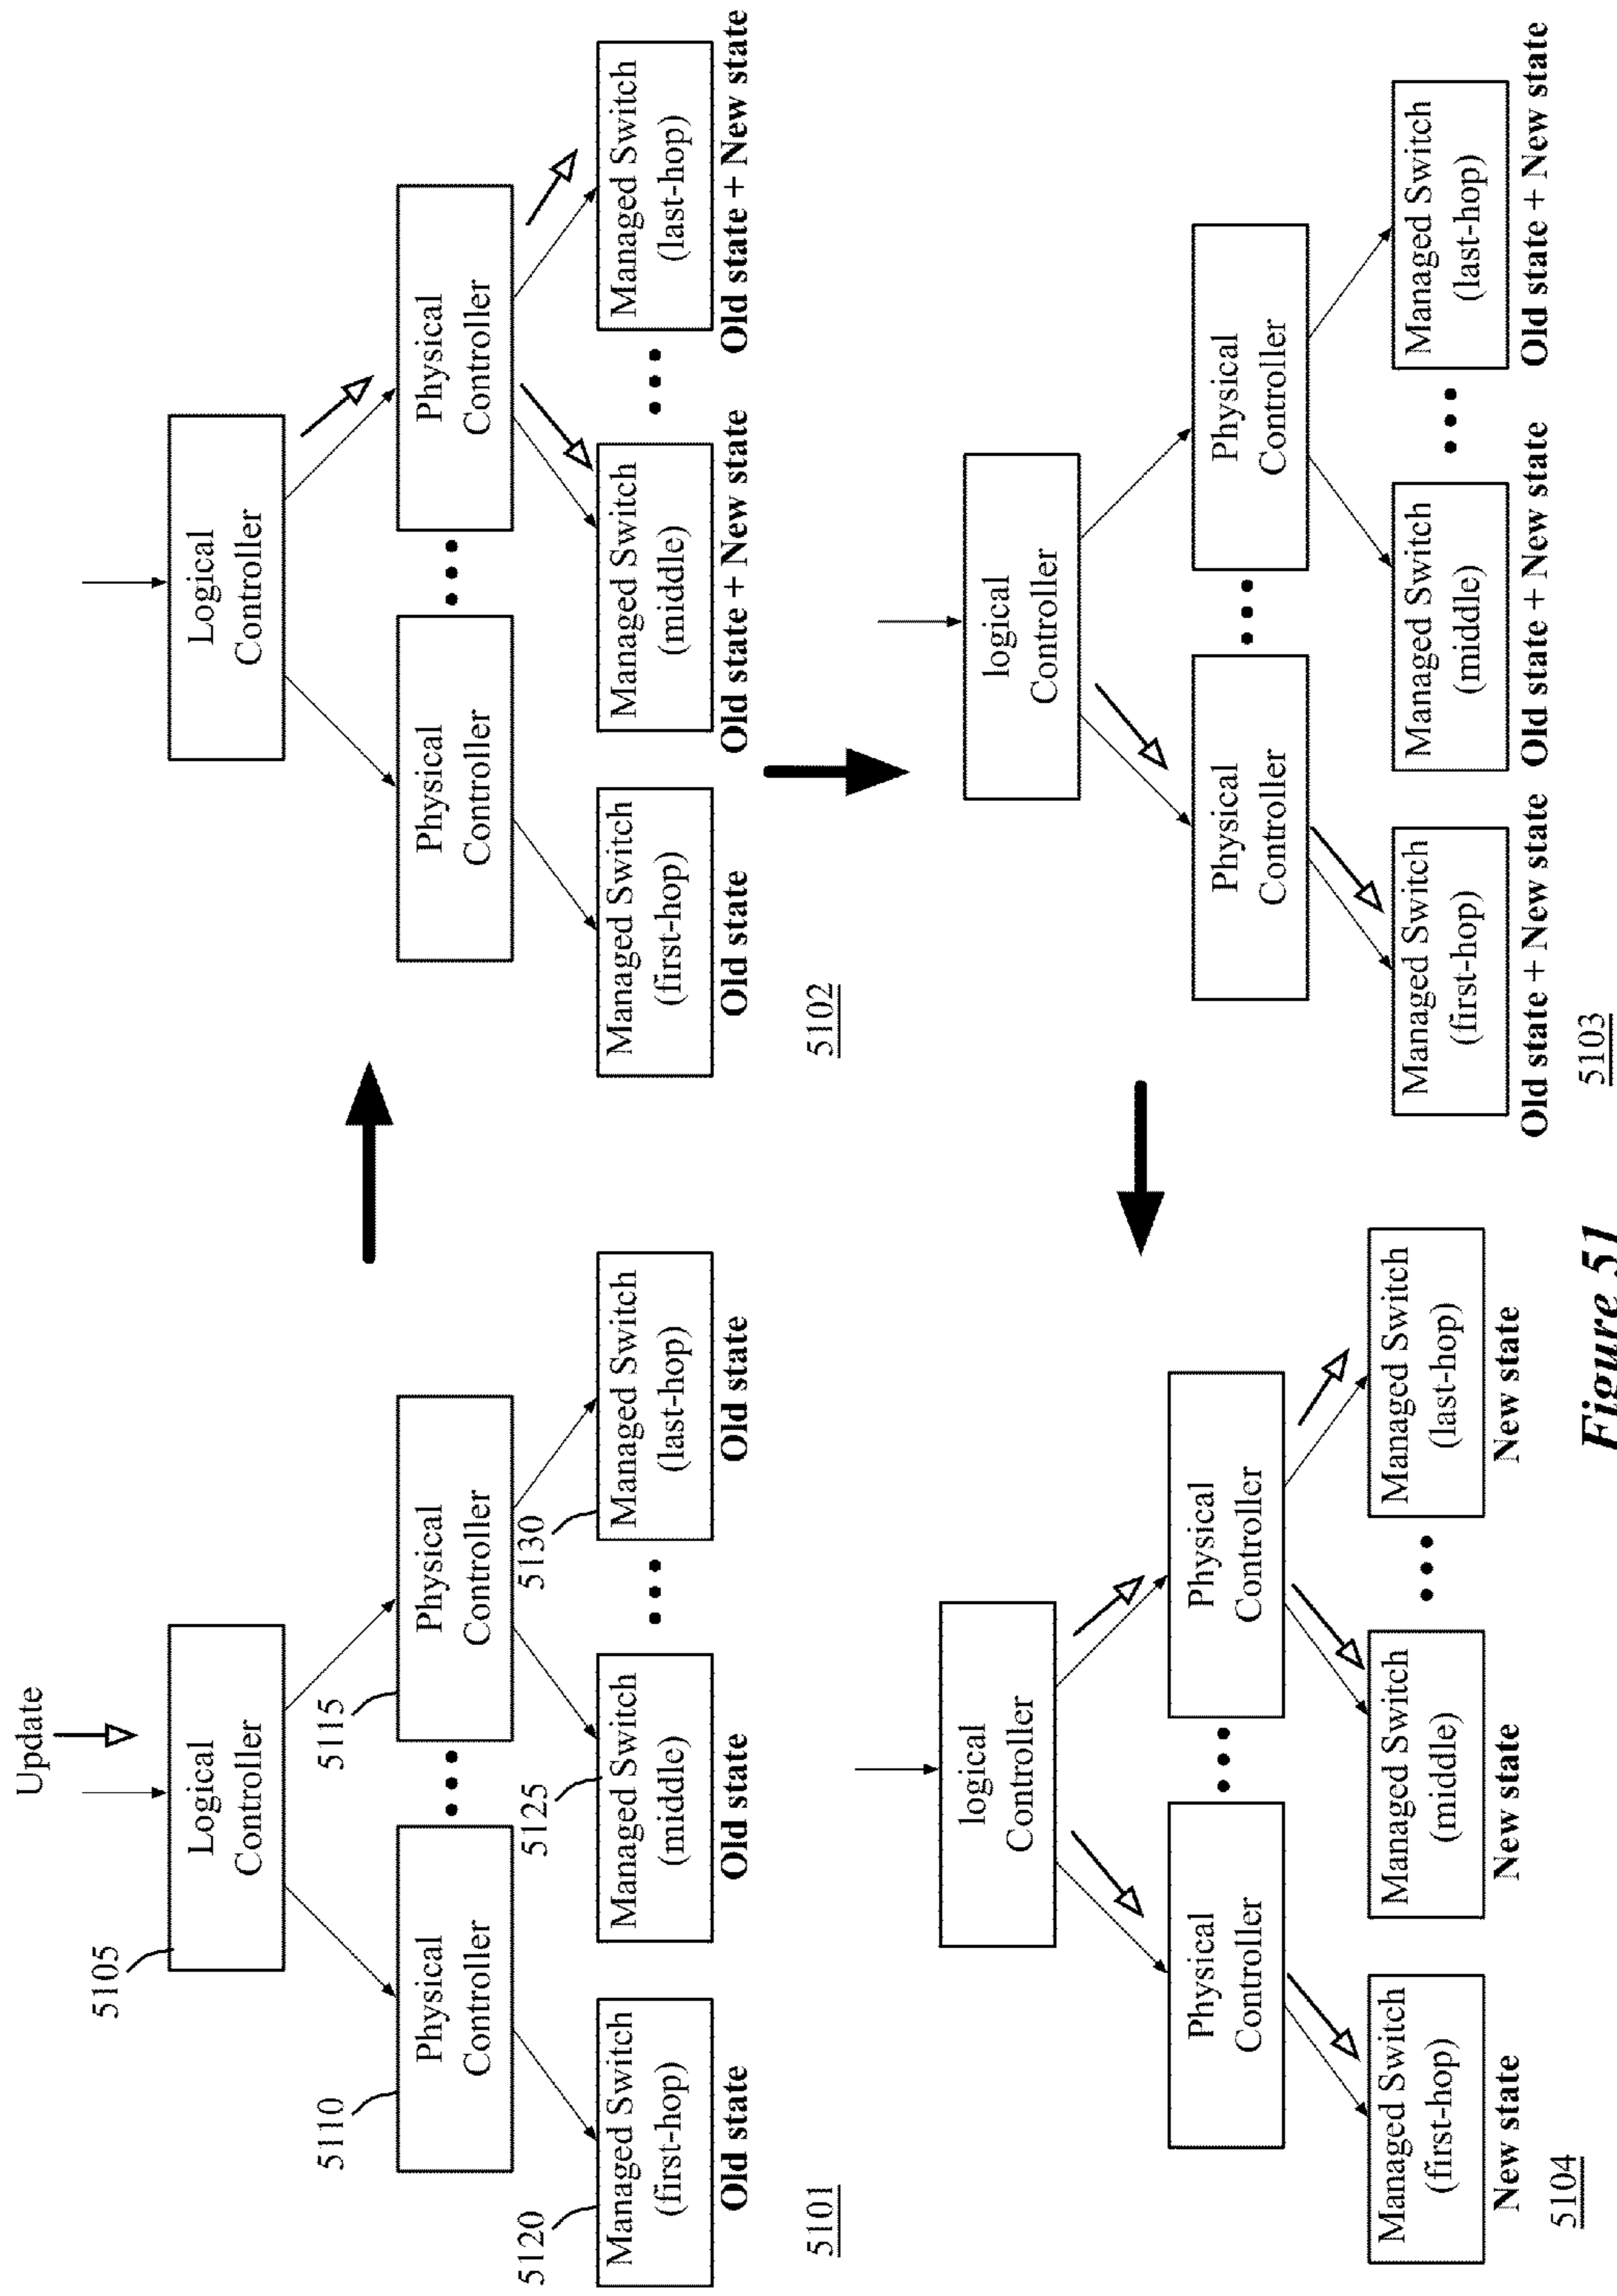 Update
5105
Logical
Controller
5110
Physical
Controller
5115
Physical
Controller
5120
Managed Switch
(first-hop)
Old state
5125
Managed Switch
(middle)
Old state
5130
Managed Switch
(last-hop)
Old state
5101
Logical
Controller
Physical
Controller
Physical
Controller
Managed Switch
(first-hop)
Old state
Managed Switch
(middle)
Old state + New state
Managed Switch
(last-hop)
Old state + New state
5102
logical
Controller
Physical
Controller
Physical
Controller
Managed Switch
(first-hop)
Old state + New state
Managed Switch
(middle)
Old state + New state
Managed Switch
(last-hop)
Old state + New state
5103
logical
Controller
Physical
Controller
Physical
Controller
Managed Switch
(first-hop)
New state
Managed Switch
(middle)
New state
Managed Switch
(last-hop)
New state
5104
Figure 51